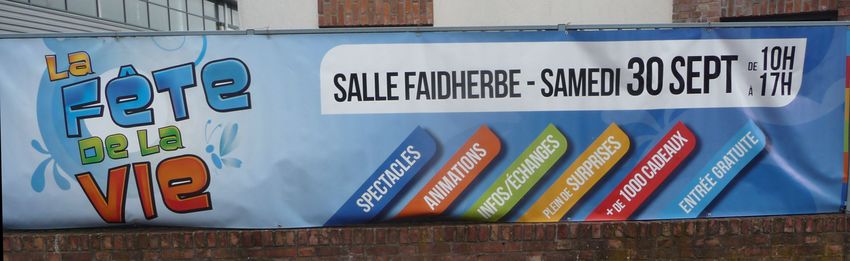 La
FêTe
De La
Vie
SALLE FAIDHERBE - SAMEDI 30 SEPT DE 10H
À 17H
SPECTACLES
ANIMATIONS
INFOS/ÉCHANGES
PLEIN DE SURPRISES
+ DE 1000 CADEAUX
ENTRÉE GRATUITE